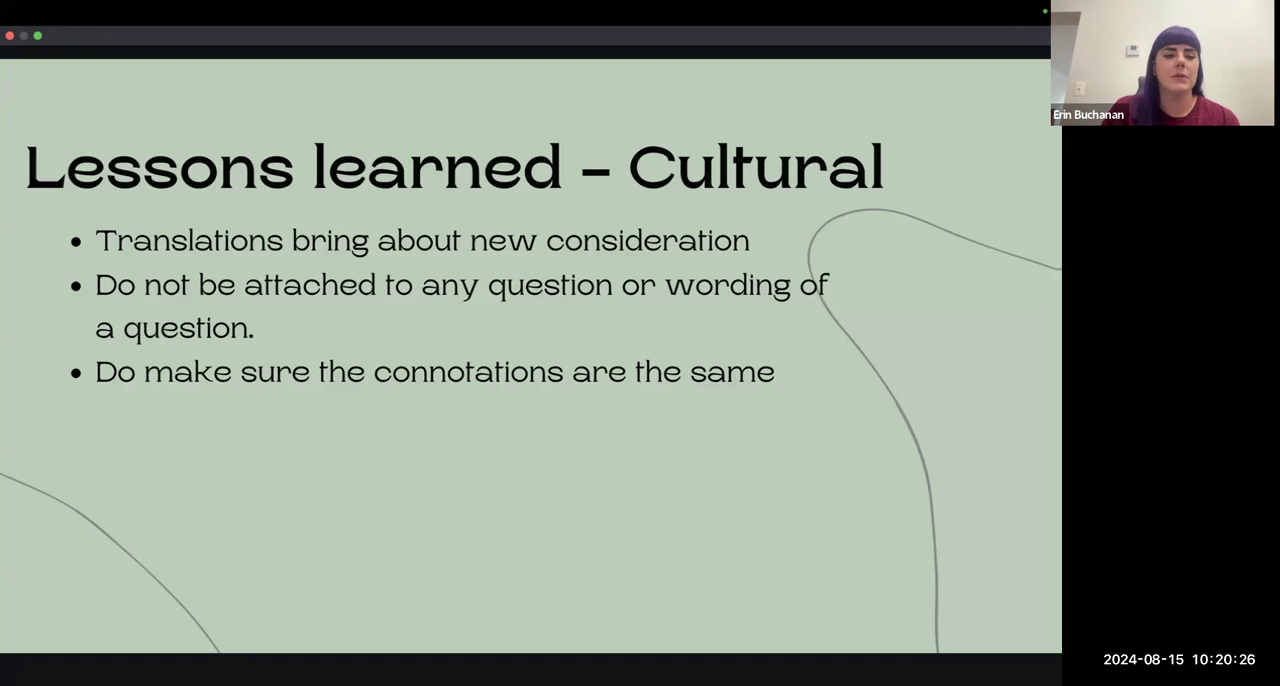 Erin Buchanan
Lessons learned - Cultural
Translations bring about new consideration
Do not be attached to any question or wording of
a question.
Do make sure the connotations are the same
2024-08-15 10:20:26